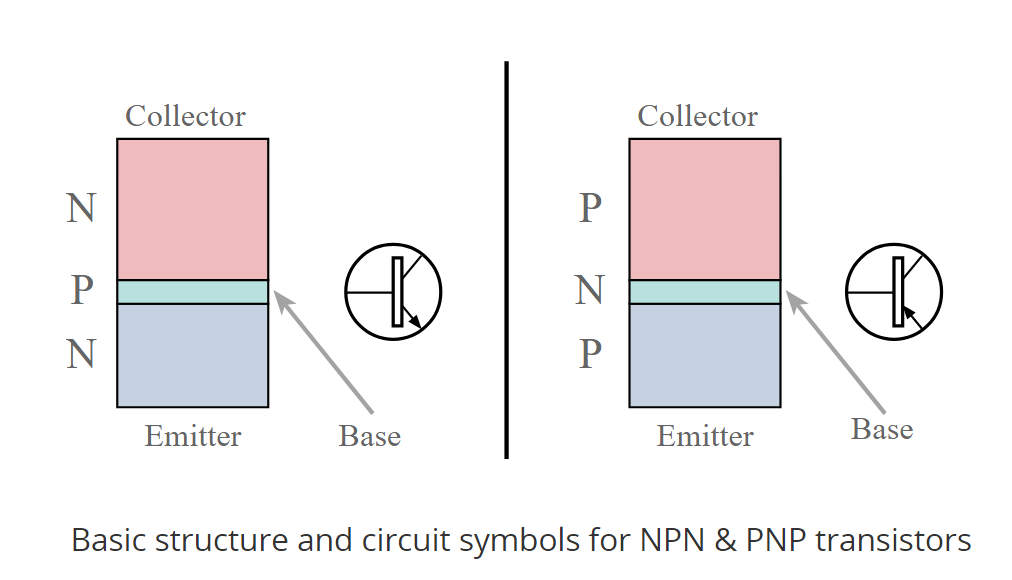 Collector
N
P
N
Emitter
Base
Collector
P
N
P
Emitter
Base
Basic structure and circuit symbols for NPN & PNP transistors